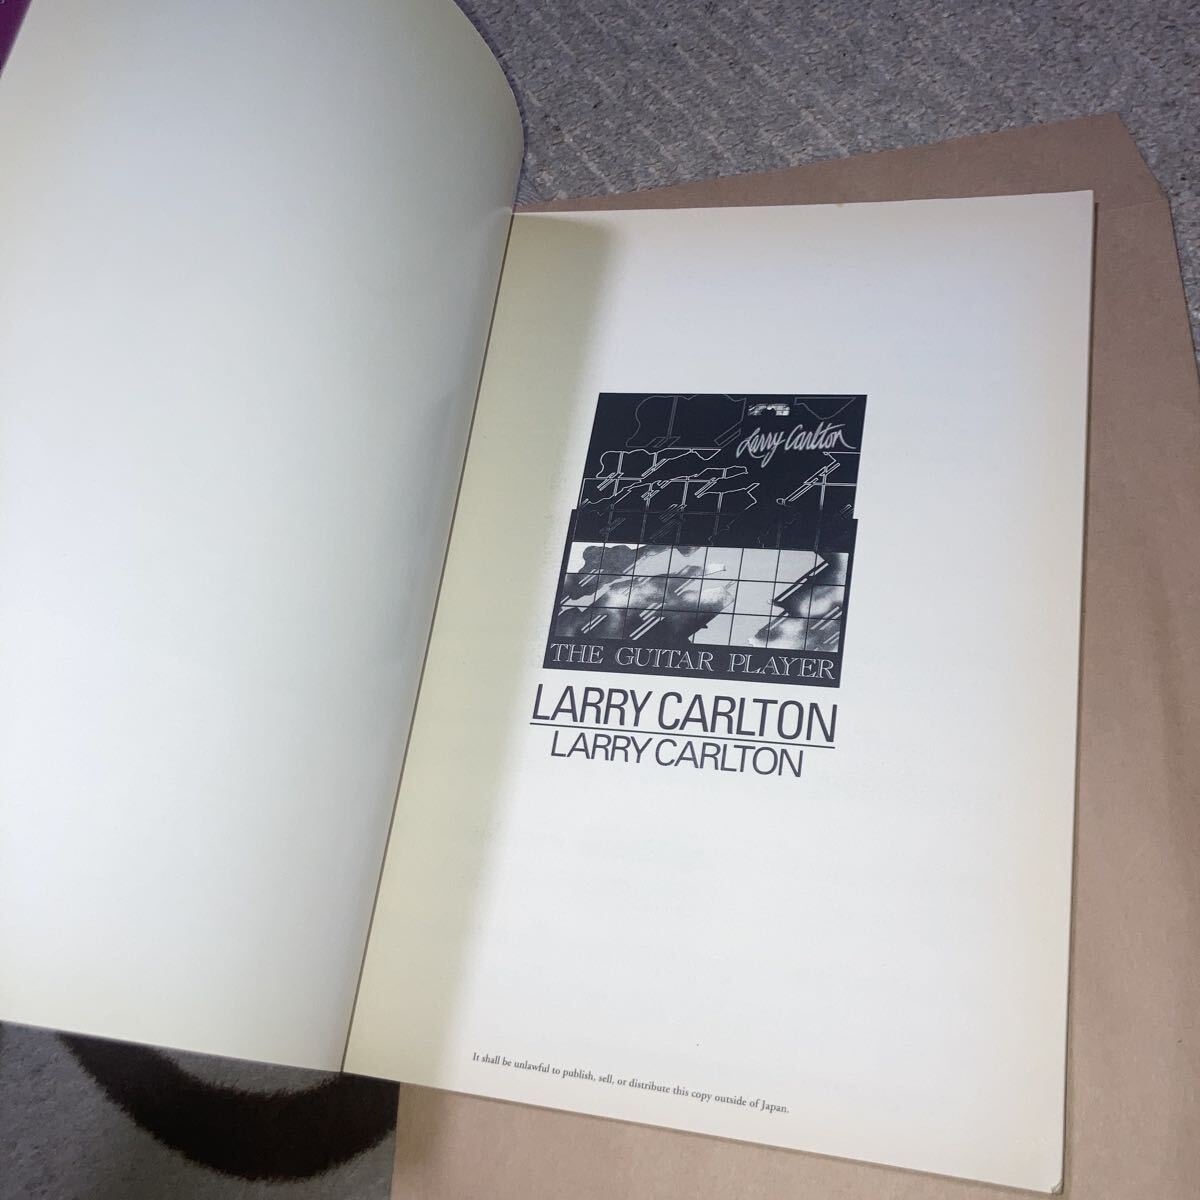 Larry Carlton
THE GUITAR PLAYER
LARRY CARLTON
LARRY CARLTON
It shall be unlawful to publish, sell, or distribute this copy outside of Japan.